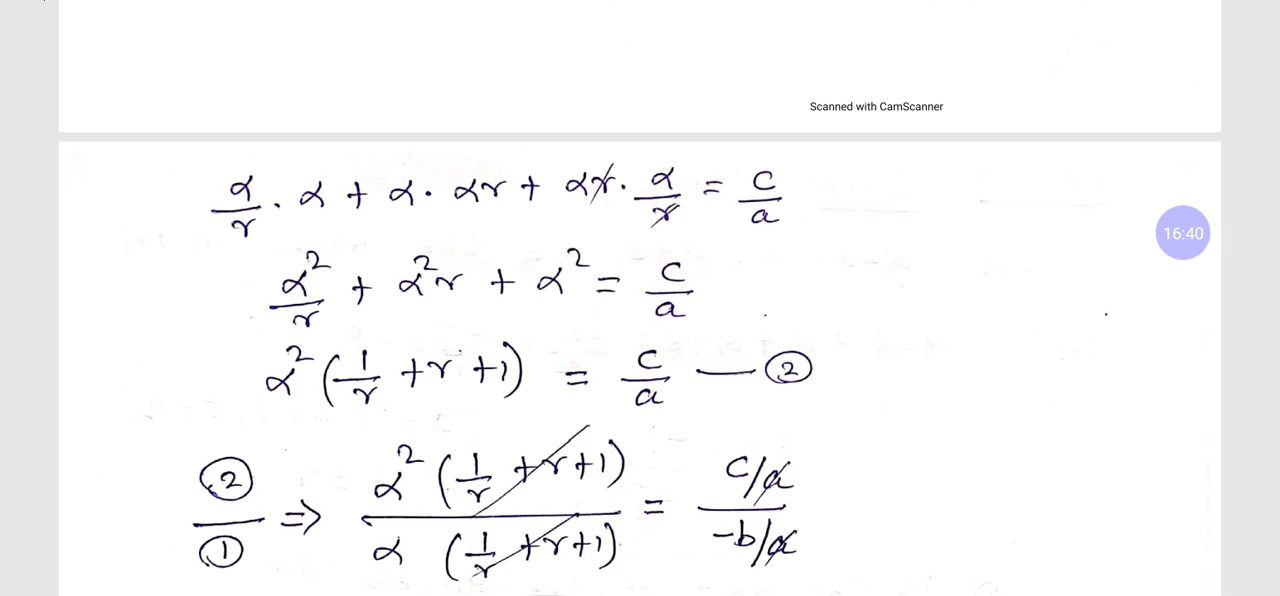 Scanned with CamScanner
α/r · α + α · αr + αr · α/r = c/a
16:40
α²/r + α²r + α² = c/a
α² (1/r + r + 1) = c/a — ②
②/① ⇒ α² (1/r + r + 1) / α (1/r + r + 1) = c/a / -b/a